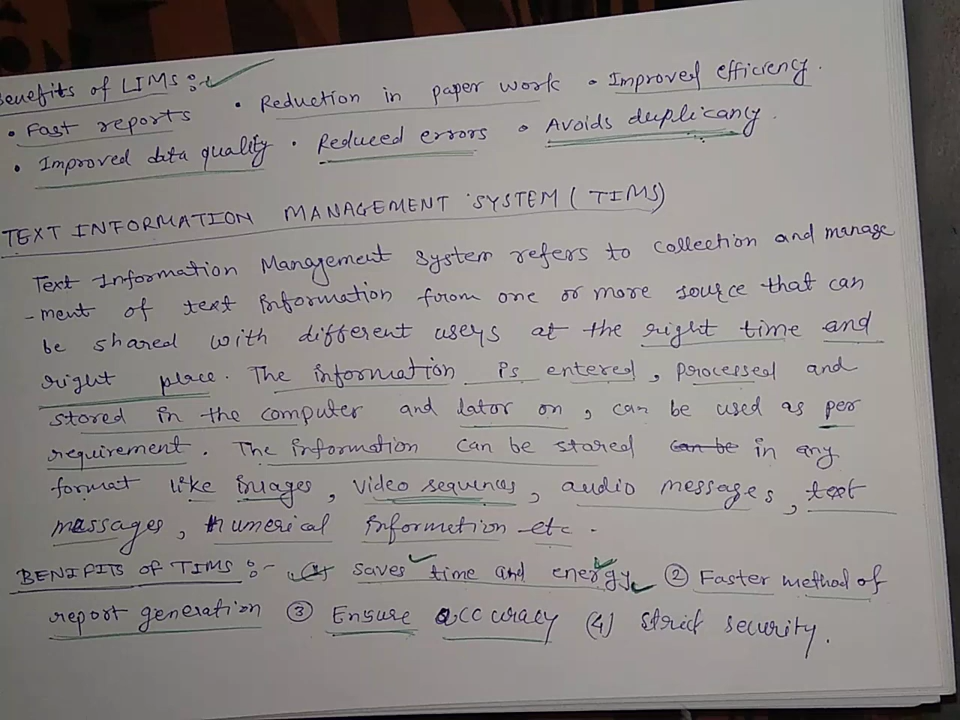 Benefits of LIMS :-
• Fast reports • Reduction in paper work • Improved efficiency.
• Improved data quality • Reduced errors • Avoids duplicancy.
TEXT INFORMATION MANAGEMENT SYSTEM (TIMS)
Text Information Management System refers to collection and manage
-ment of text information from one or more source that can
be shared with different users at the right time and
right place. The information is entered, processed and
stored in the computer and lator on, can be used as per
requirement. The information can be stored can be in any
format like images, video sequences, audio messages, text
messages, numerical information etc.
BENIFITS OF TIMS :- (1) saves time and energy ② Faster method of
report generation ③ Ensure accuracy (4) strict security.